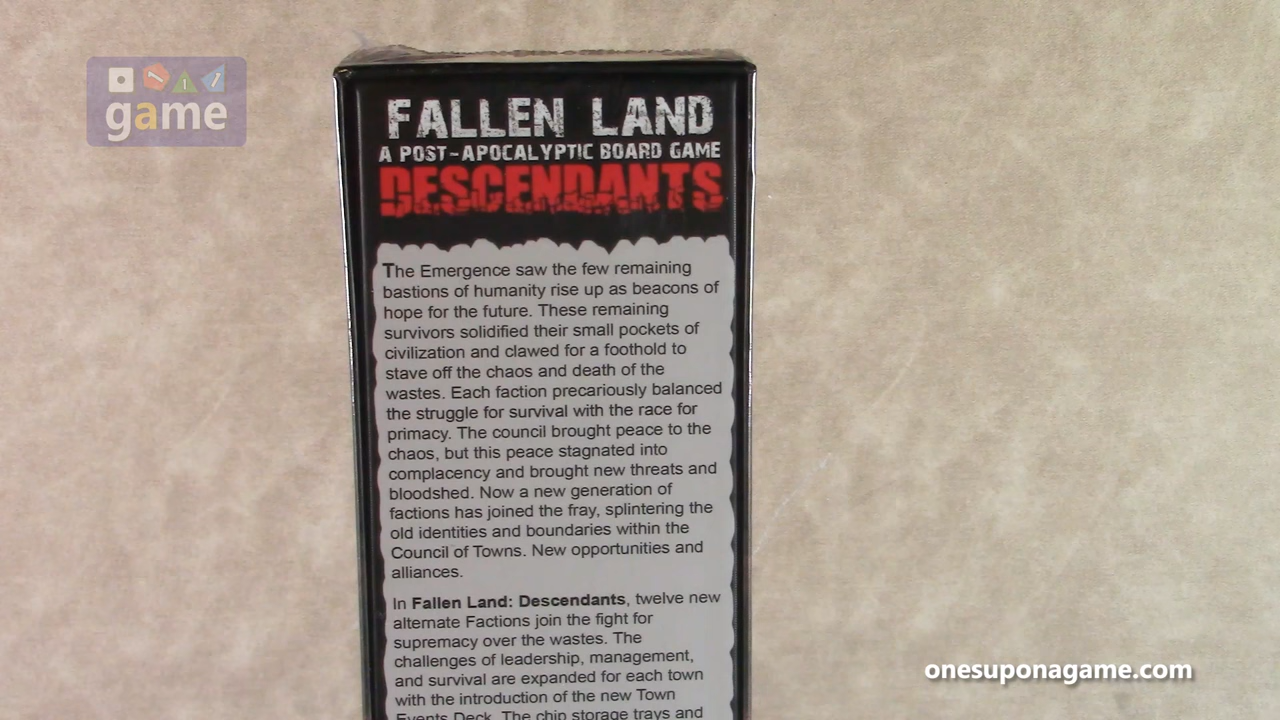 game
FALLEN LAND
A POST-APOCALYPTIC BOARD GAME
DESCENDANTS
The Emergence saw the few remaining
bastions of humanity rise up as beacons of
hope for the future. These remaining
survivors solidified their small pockets of
civilization and clawed for a foothold to
stave off the chaos and death of the
wastes. Each faction precariously balanced
the struggle for survival with the race for
primacy. The council brought peace to the
chaos, but this peace stagnated into
complacency and brought new threats and
bloodshed. Now a new generation of
factions has joined the fray, splintering the
old identities and boundaries within the
Council of Towns. New opportunities and
alliances.
In Fallen Land: Descendants, twelve new
alternate Factions join the fight for
supremacy over the wastes. The
challenges of leadership, management,
and survival are expanded for each town
with the introduction of the new Town
Events Deck. The chip storage trays and
onesuponagame.com